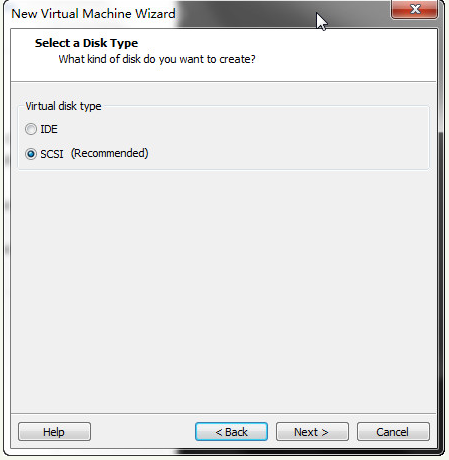 New Virtual Machine Wizard
Select a Disk Type
What kind of disk do you want to create?
Virtual disk type
IDE
SCSI (Recommended)
Help < Back Next > Cancel